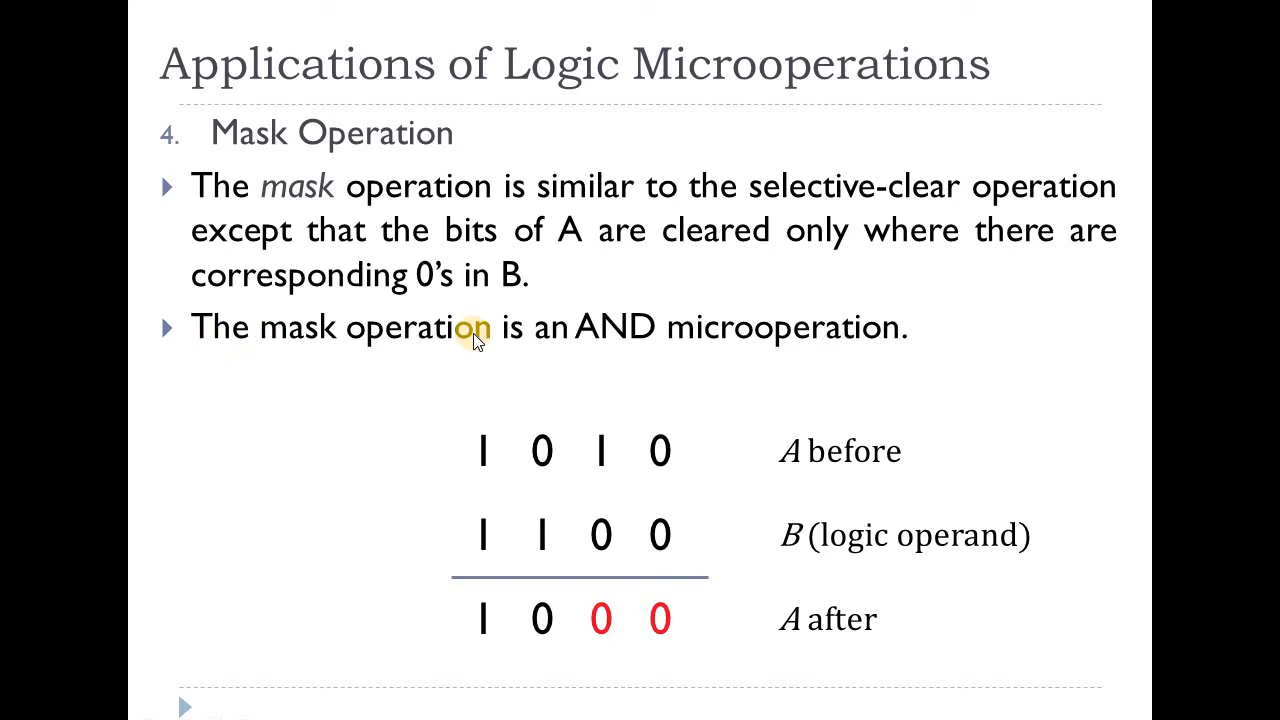 Applications of Logic Microoperations
4. Mask Operation
The mask operation is similar to the selective-clear operation
except that the bits of A are cleared only where there are
corresponding 0’s in B.
The mask operation is an AND microoperation.
1 0 1 0 A before
1 1 0 0 B (logic operand)
1 0 0 0 A after